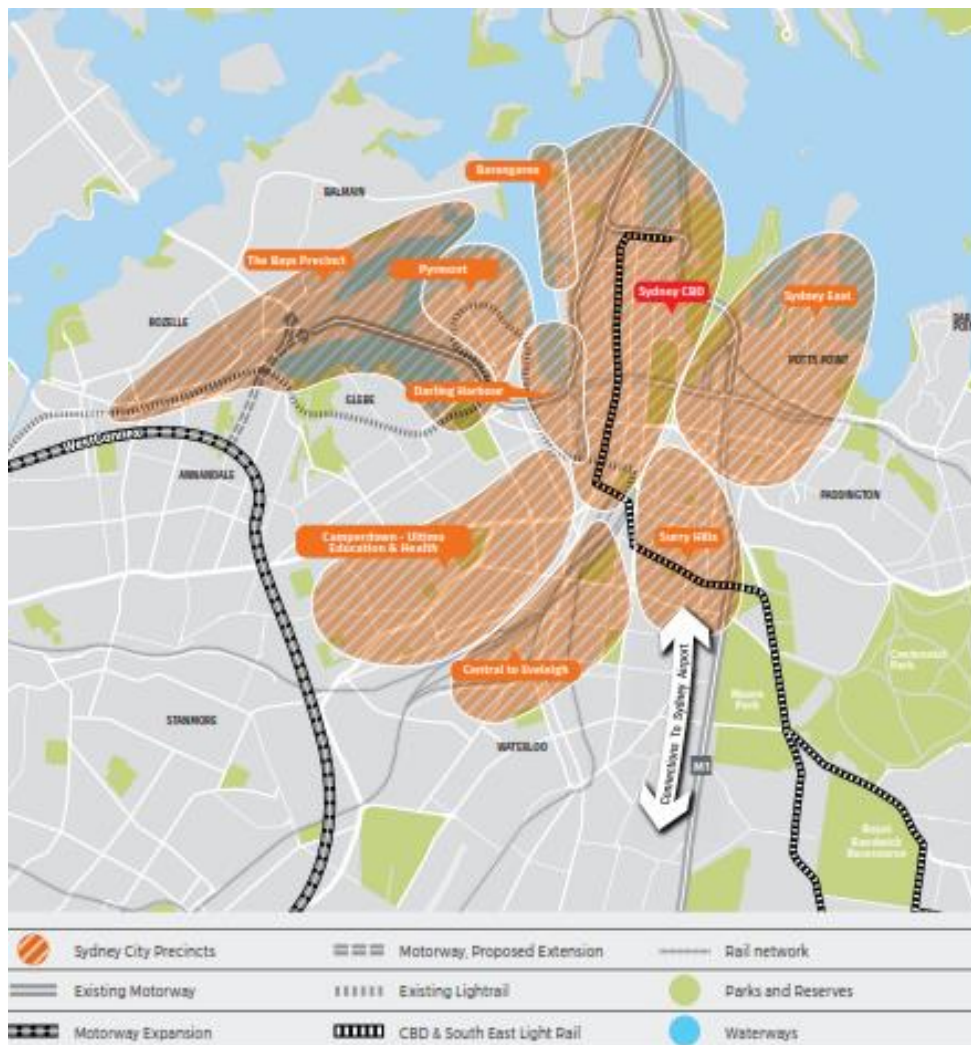 BALMAIN
Barangaroo
The Bays Precinct
Pyrmont
Sydney CBD
Sydney East
ROZELLE
POTTS POINT
GLEBE
Darling Harbour
WestConnex
ANNANDALE
PADDINGTON
Camperdown - Ultimo
Education & Health
Surry Hills
Central to Eveleigh
Centennial
Park
Moore
Park
STANMORE
WATERLOO
Connections To Sydney Airport
M1
Royal
Randwick
Racecourse
Sydney City Precincts
Motorway, Proposed Extension
Rail network
Existing Motorway
Existing Lightrail
Parks and Reserves
Motorway Expansion
CBD & South East Light Rail
Waterways